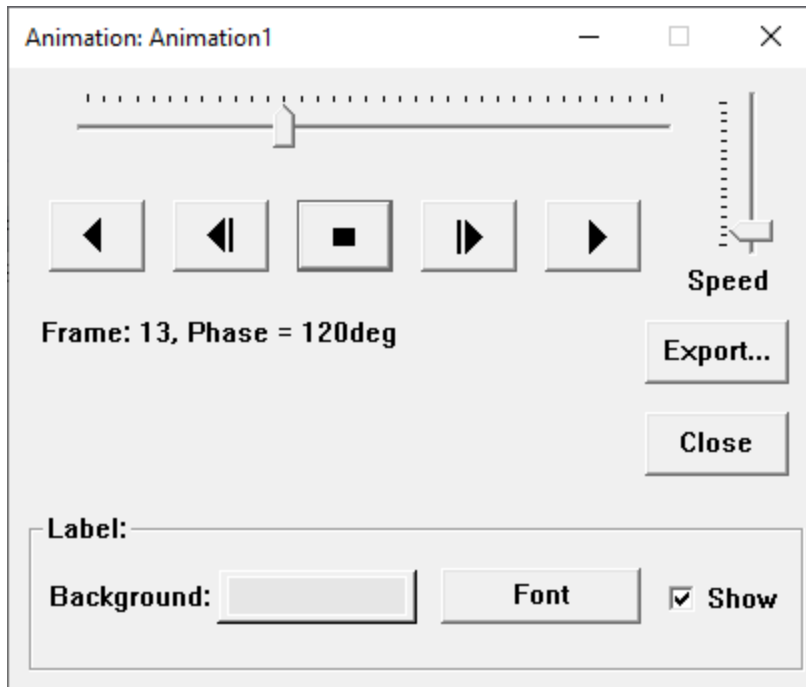 Animation: Animation1
Speed
Frame: 13, Phase = 120deg
Export...
Close
Label:
Background:
Font
Show